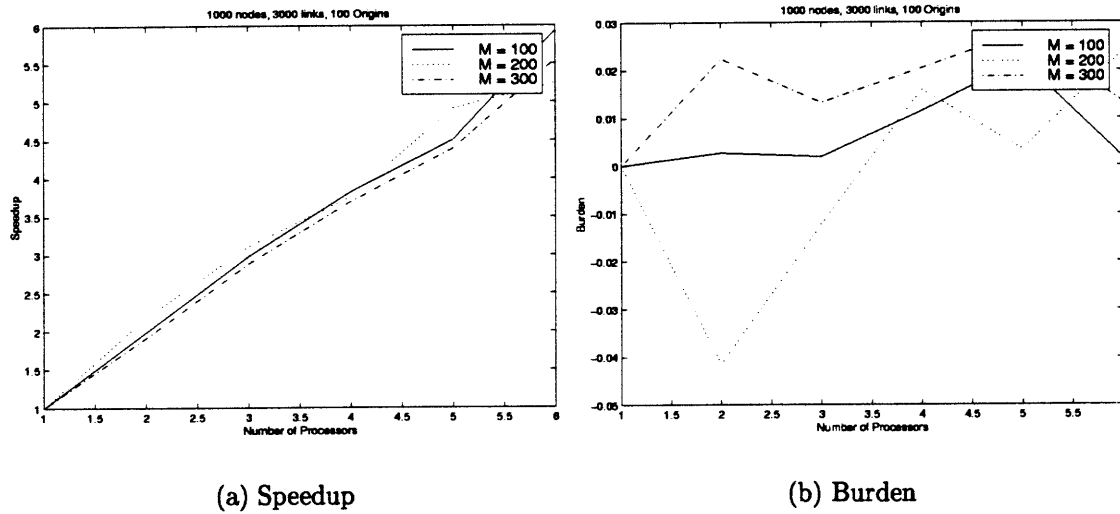 1000 nodes, 3000 links, 100 Origins
6
5.5
5
4.5
4
3.5
3
2.5
2
1.5
1
Speedup
M = 100
M = 200
M = 300
1
1.5
2
2.5
3
3.5
4
4.5
5
5.5
6
Number of Processors
(a) Speedup
1000 nodes, 3000 links, 100 Origins
0.03
0.02
0.01
0
-0.01
-0.02
-0.03
-0.04
-0.05
Burden
M = 100
M = 200
M = 300
1
1.5
2
2.5
3
3.5
4
4.5
5
5.5
Number of Processors
(b) Burden